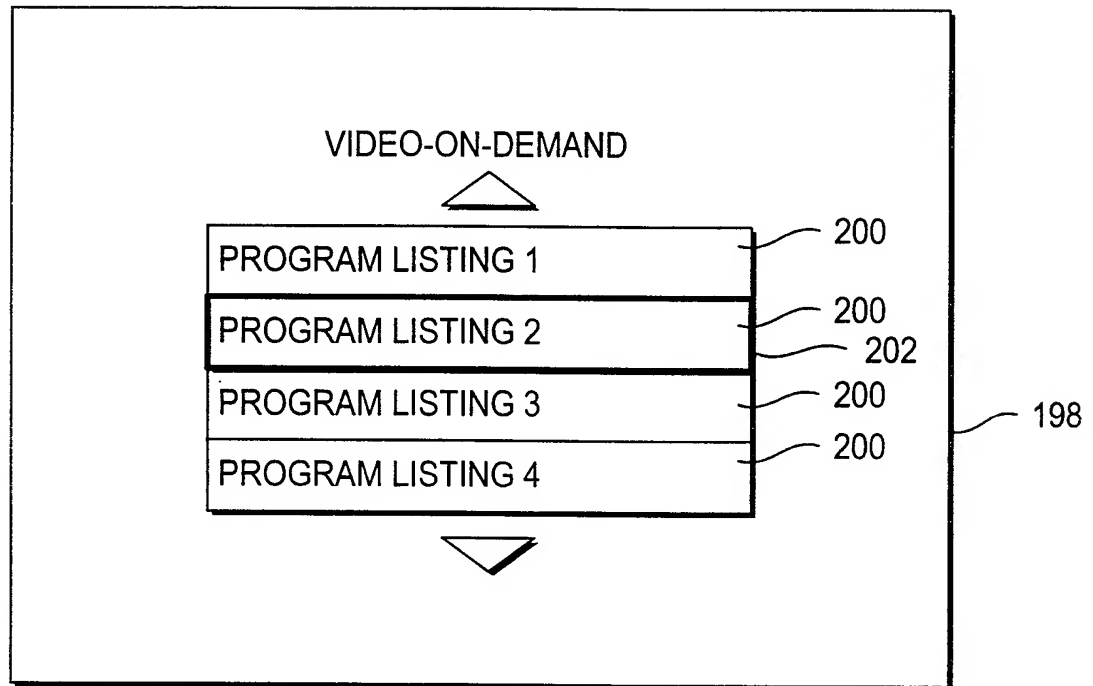 VIDEO-ON-DEMAND
PROGRAM LISTING 1
200
PROGRAM LISTING 2
200
202
PROGRAM LISTING 3
200
198
PROGRAM LISTING 4
200